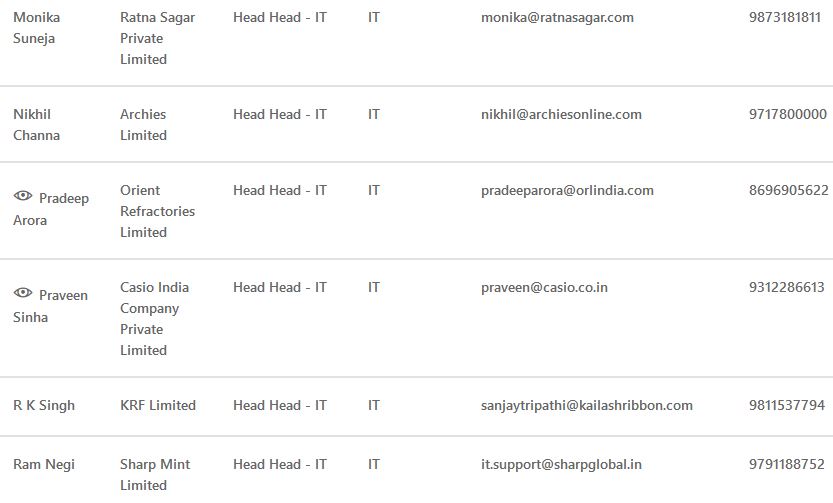 Monika Ratna Sagar Head Head - IT IT monika@ratnasagar.com 9873181811
Suneja Private
Limited
Nikhil Archies Head Head - IT IT nikhil@archiesonline.com 9717800000
Channa Limited
Pradeep Orient Head Head - IT IT pradeeparora@orlindia.com 8696905622
Arora Refractories
Limited
Praveen Casio India Head Head - IT IT praveen@casio.co.in 9312286613
Sinha Company
Private
Limited
R K Singh KRF Limited Head Head - IT IT sanjaytripathi@kailashribbon.com 9811537794
Ram Negi Sharp Mint Head Head - IT IT it.support@sharpglobal.in 9791188752
Limited